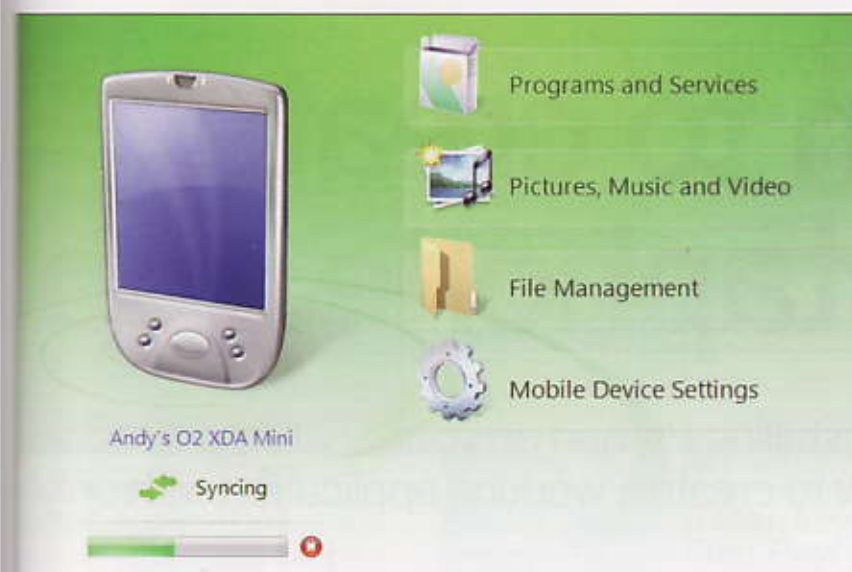 Programs and Services
Pictures, Music and Video
File Management
Mobile Device Settings
Andy's O2 XDA Mini
Syncing